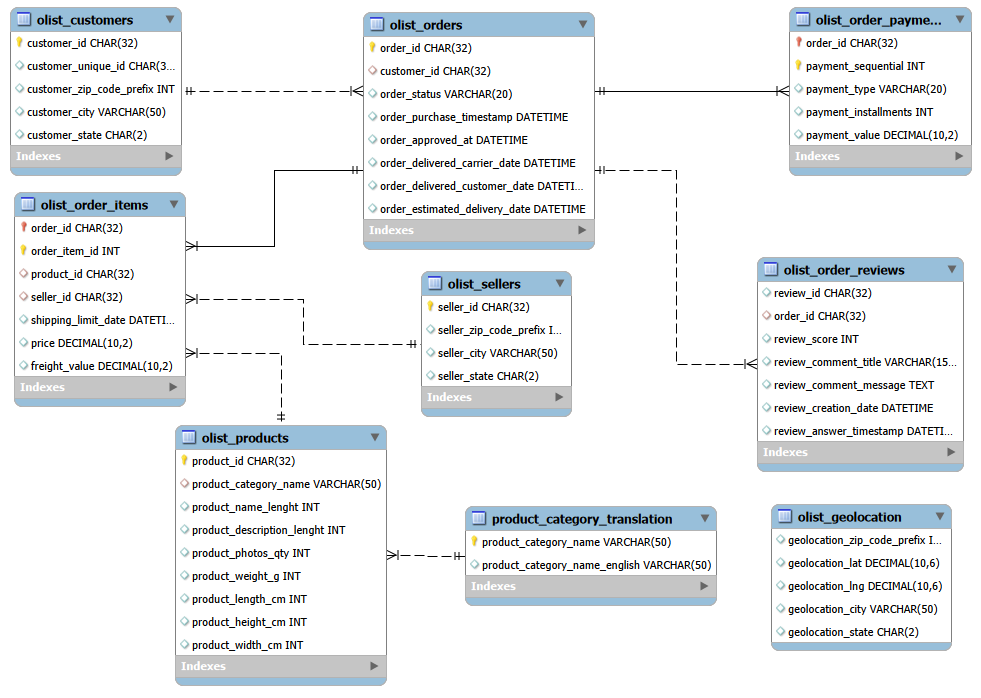 olist_customers
customer_id CHAR(32)
customer_unique_id CHAR(3...
customer_zip_code_prefix INT
customer_city VARCHAR(50)
customer_state CHAR(2)
Indexes
olist_orders
order_id CHAR(32)
customer_id CHAR(32)
order_status VARCHAR(20)
order_purchase_timestamp DATETIME
order_approved_at DATETIME
order_delivered_carrier_date DATETIME
order_delivered_customer_date DATETI...
order_estimated_delivery_date DATETIME
Indexes
olist_order_payme...
order_id CHAR(32)
payment_sequential INT
payment_type VARCHAR(20)
payment_installments INT
payment_value DECIMAL(10,2)
Indexes
olist_order_items
order_id CHAR(32)
order_item_id INT
product_id CHAR(32)
seller_id CHAR(32)
shipping_limit_date DATETI...
price DECIMAL(10,2)
freight_value DECIMAL(10,2)
Indexes
olist_sellers
seller_id CHAR(32)
seller_zip_code_prefix I...
seller_city VARCHAR(50)
seller_state CHAR(2)
Indexes
olist_order_reviews
review_id CHAR(32)
order_id CHAR(32)
review_score INT
review_comment_title VARCHAR(15...
review_comment_message TEXT
review_creation_date DATETIME
review_answer_timestamp DATETI...
Indexes
olist_products
product_id CHAR(32)
product_category_name VARCHAR(50)
product_name_lenght INT
product_description_lenght INT
product_photos_qty INT
product_weight_g INT
product_length_cm INT
product_height_cm INT
product_width_cm INT
Indexes
product_category_translation
product_category_name VARCHAR(50)
product_category_name_english VARCHAR(50)
Indexes
olist_geolocation
geolocation_zip_code_prefix I...
geolocation_lat DECIMAL(10,6)
geolocation_lng DECIMAL(10,6)
geolocation_city VARCHAR(50)
geolocation_state CHAR(2)